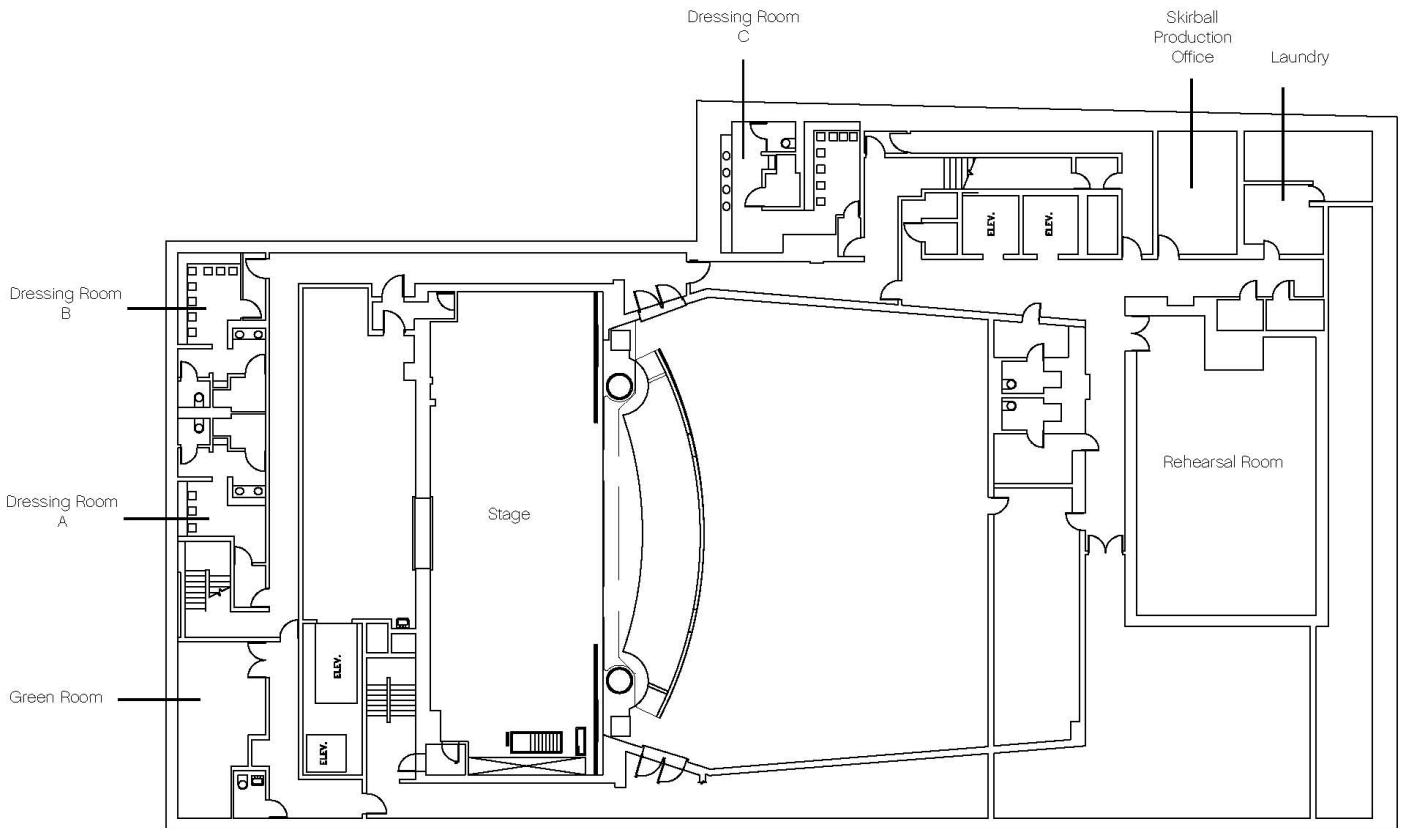 Dressing Room
C
Skirball
Production
Office
Laundry
ELEV.
ELEV.
Dressing Room
B
Rehearsal Room
Dressing Room
A
Stage
ELEV.
Green Room
ELEV.